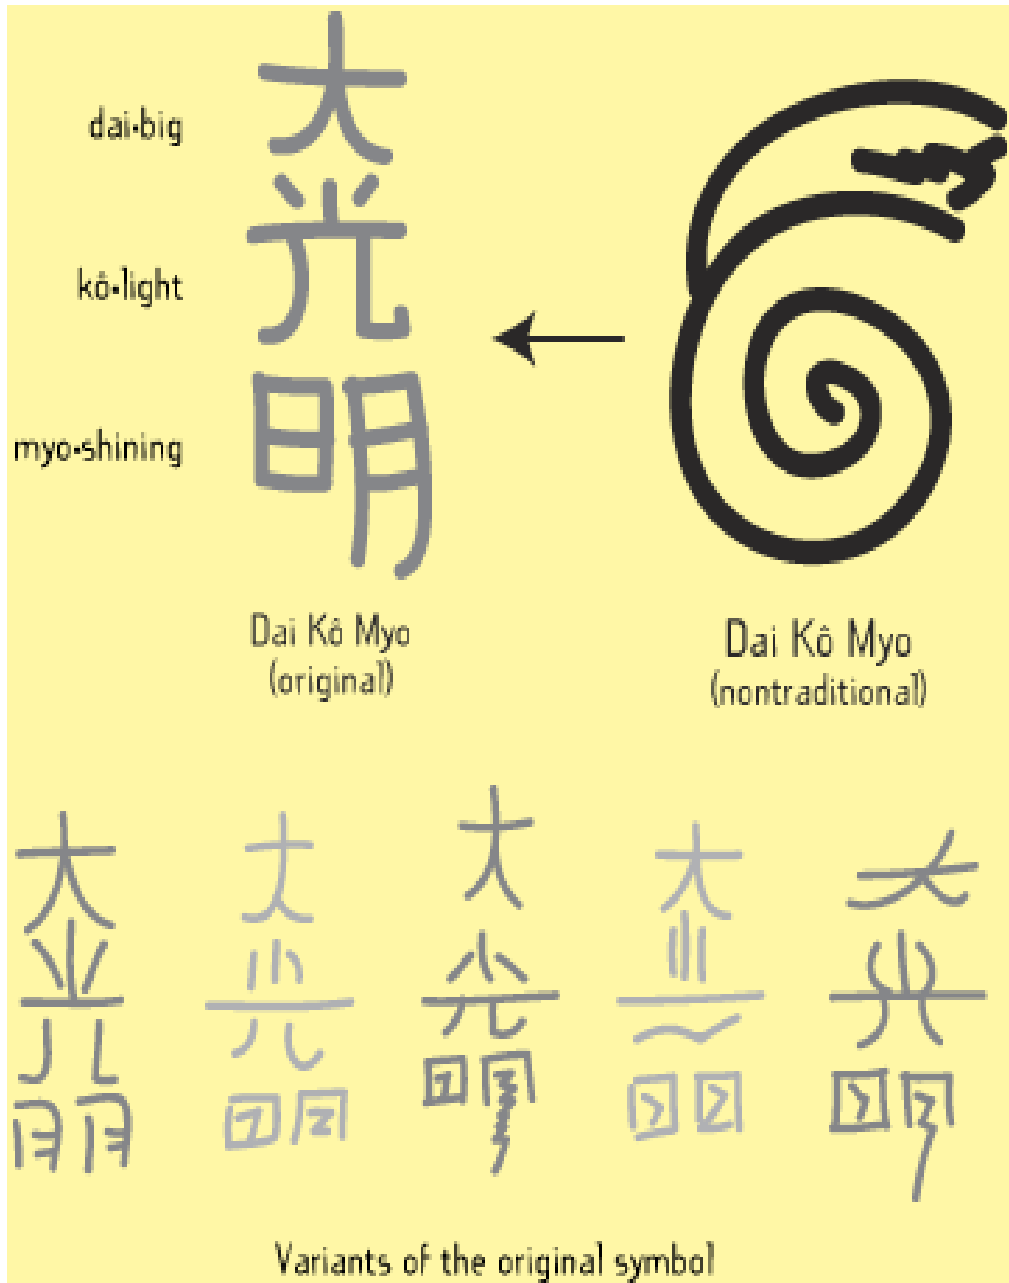 大
dai•big
光
kô•light
明
myo•shining
Dai Kô Myo
(original)
Dai Kô Myo
(nontraditional)
Variants of the original symbol